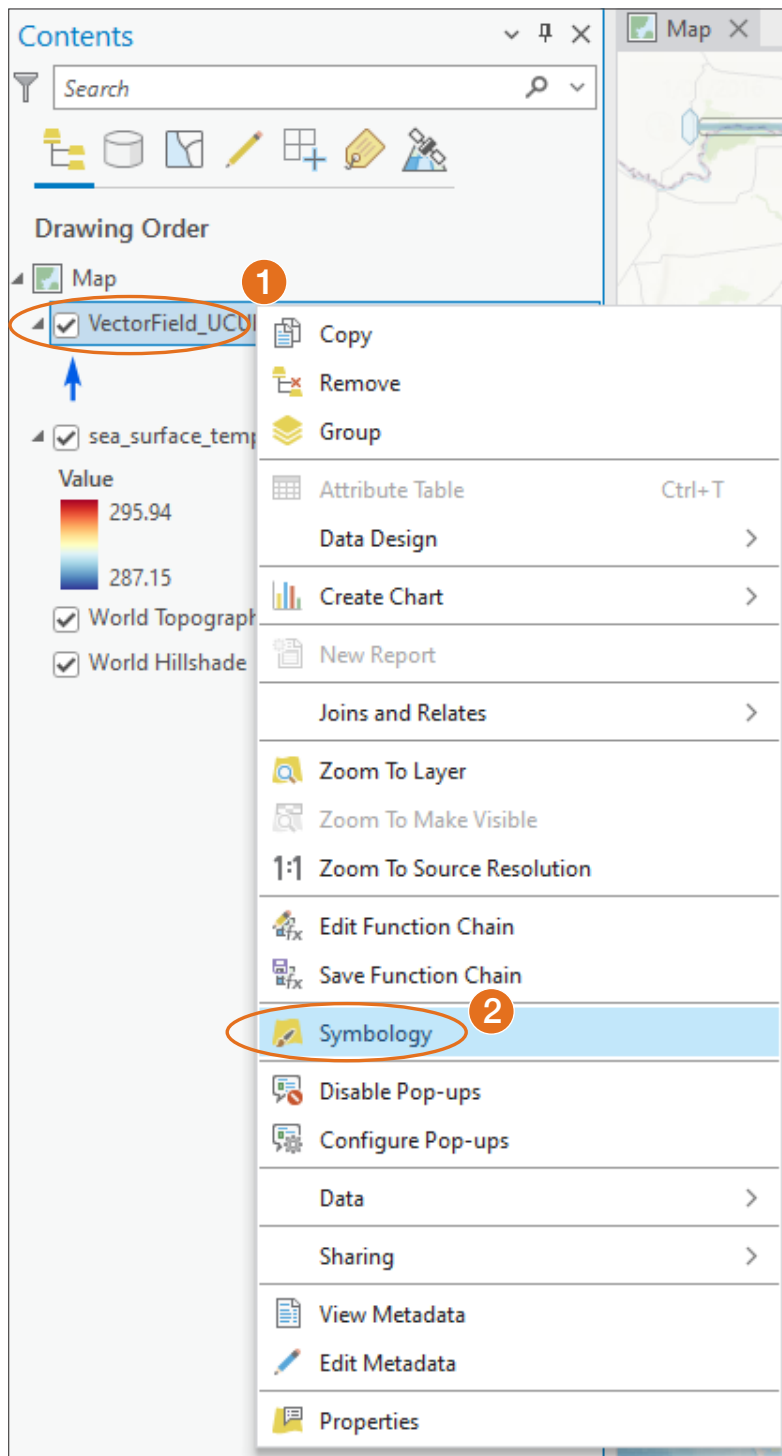 Contents
Map
Search
Drawing Order
Map
1
VectorField_UCU
Copy
Remove
Group
sea_surface_temp
Value
295.94
287.15
World Topograph
World Hillshade
Attribute Table Ctrl+T
Data Design
Create Chart
New Report
Joins and Relates
Zoom To Layer
Zoom To Make Visible
1:1 Zoom To Source Resolution
Edit Function Chain
Save Function Chain
2
Symbology
Disable Pop-ups
Configure Pop-ups
Data
Sharing
View Metadata
Edit Metadata
Properties